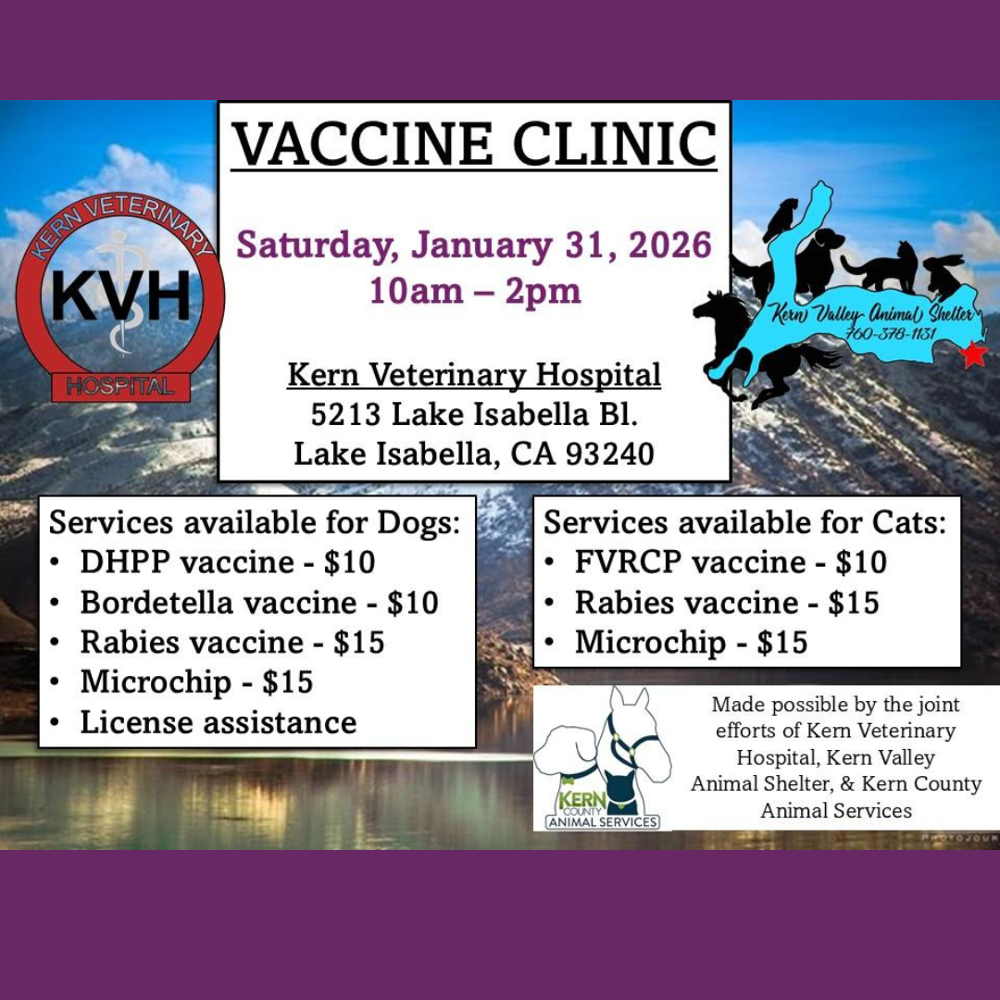 VACCINE CLINIC
Saturday, January 31, 2026
10am – 2pm
Kern Veterinary Hospital
5213 Lake Isabella Bl.
Lake Isabella, CA 93240
KERN VETERINARY
KVH
HOSPITAL
Kern Valley Animal Shelter
760-378-1131
Services available for Dogs:
• DHPP vaccine - $10
• Bordetella vaccine - $10
• Rabies vaccine - $15
• Microchip - $15
• License assistance
Services available for Cats:
• FVRCP vaccine - $10
• Rabies vaccine - $15
• Microchip - $15
KERN
COUNTY
ANIMAL SERVICES
Made possible by the joint
efforts of Kern Veterinary
Hospital, Kern Valley
Animal Shelter, & Kern County
Animal Services